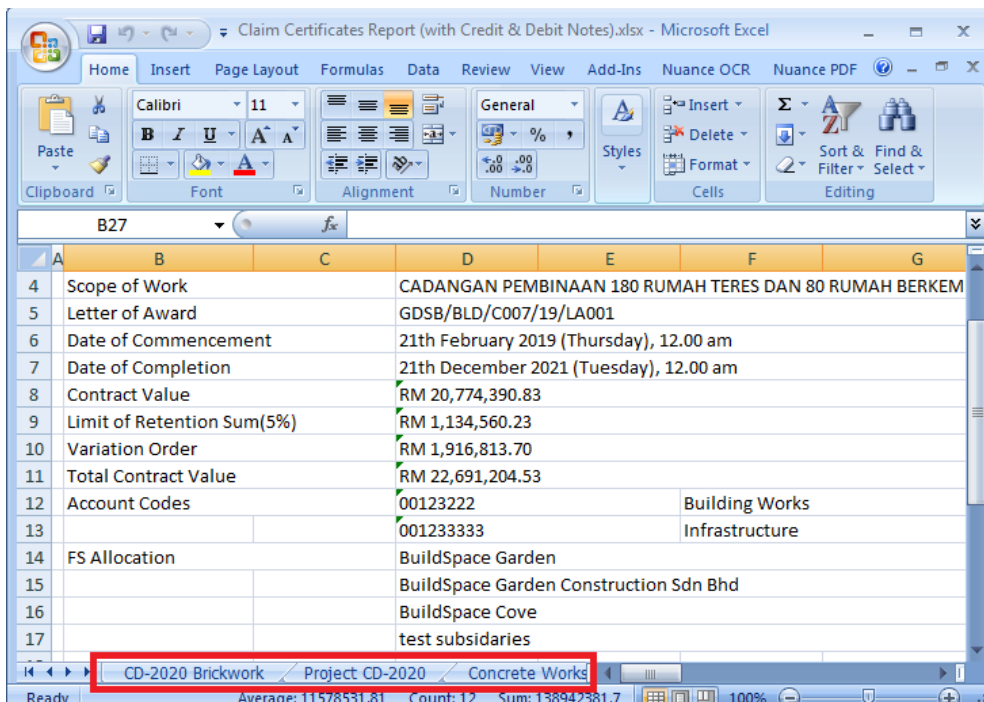 Claim Certificates Report (with Credit & Debit Notes).xlsx - Microsoft Excel
Home Insert Page Layout Formulas Data Review View Add-Ins Nuance OCR Nuance PDF
Calibri 11 General Insert Σ
Paste B I U A A % , Styles Delete Sort & Find &
A .00 .0 Format Filter Select
Clipboard Font Alignment Number Cells Editing
B27 fx
A B C D E F G
4 Scope of Work CADANGAN PEMBINAAN 180 RUMAH TERES DAN 80 RUMAH BERKEM
5 Letter of Award GDSB/BLD/C007/19/LA001
6 Date of Commencement 21th February 2019 (Thursday), 12.00 am
7 Date of Completion 21th December 2021 (Tuesday), 12.00 am
8 Contract Value RM 20,774,390.83
9 Limit of Retention Sum(5%) RM 1,134,560.23
10 Variation Order RM 1,916,813.70
11 Total Contract Value RM 22,691,204.53
12 Account Codes 00123222 Building Works
13 001233333 Infrastructure
14 FS Allocation BuildSpace Garden
15 BuildSpace Garden Construction Sdn Bhd
16 BuildSpace Cove
17 test subsidaries
CD-2020 Brickwork Project CD-2020 Concrete Works
Ready Average: 11578531.81 Count: 12 Sum: 138942381.7 100%